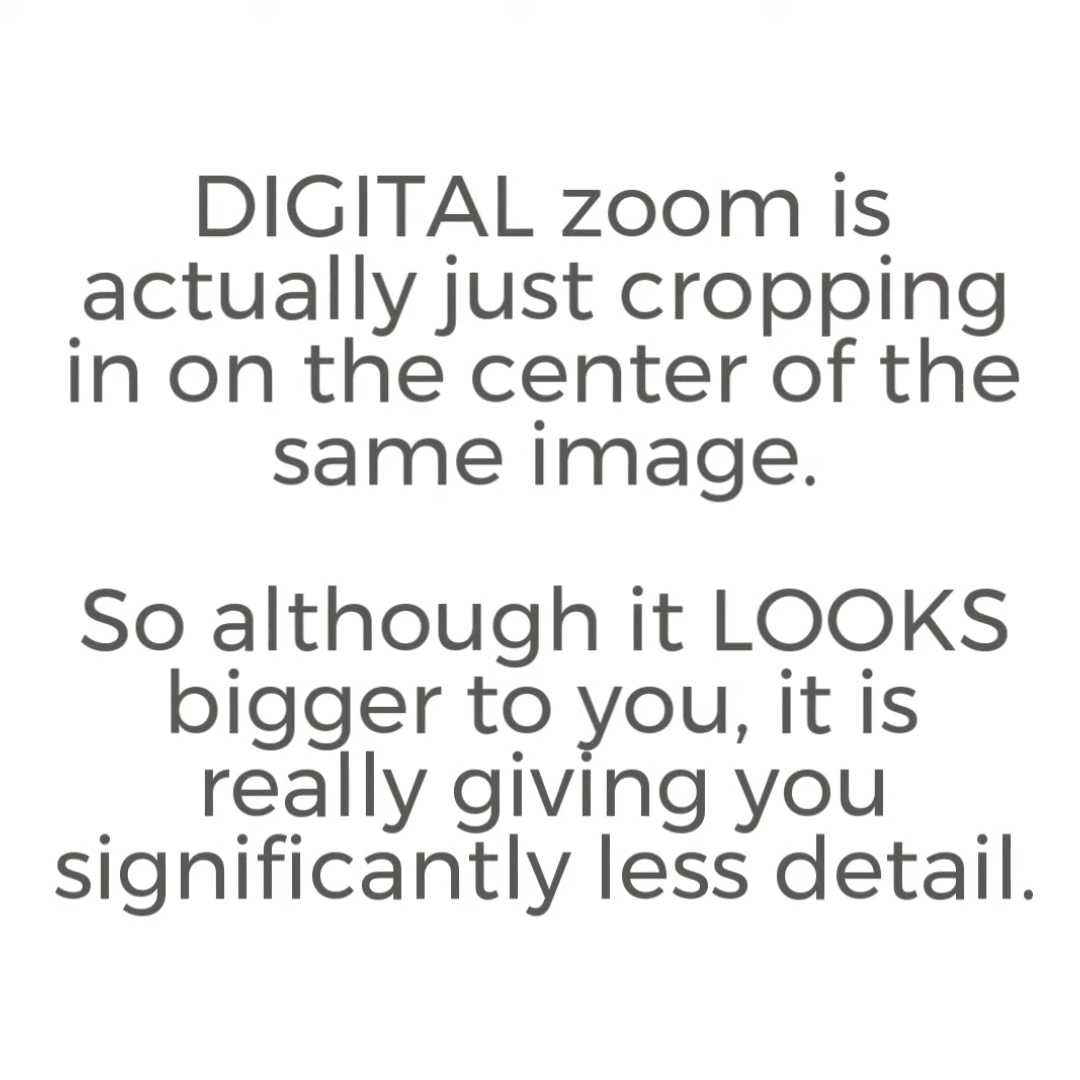 DIGITAL zoom is
actually just cropping
in on the center of the
same image.
So although it LOOKS
bigger to you, it is
really giving you
significantly less detail.